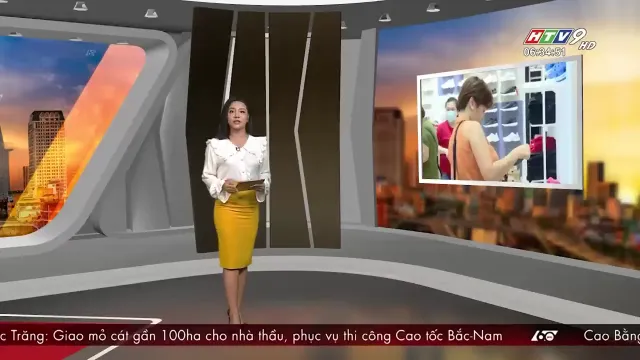 HTV9 HD
06:34:51
c Trăng: Giao mỏ cát gần 100ha cho nhà thầu, phục vụ thi công Cao tốc Bắc-Nam 60 Cao Bằng